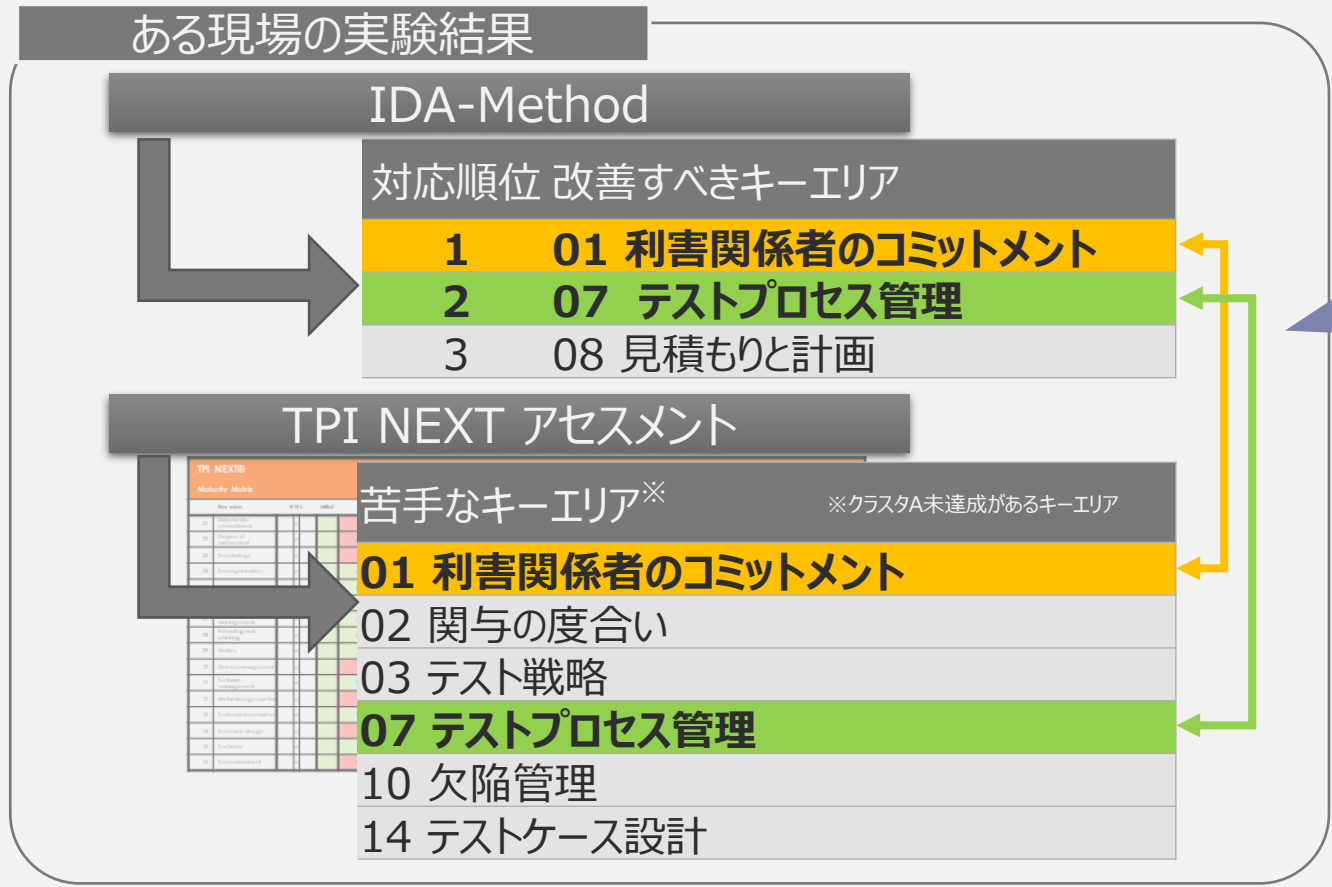 ある現場の実験結果
IDA-Method
対応順位 改善すべきキーエリア
1 01 利害関係者のコミットメント
2 07 テストプロセス管理
3 08 見積もりと計画
TPI NEXT アセスメント
TPI NEXT®
Maturity Matrix
苦手なキーエリア※ ※クラスタA未達成があるキーエリア
01 利害関係者のコミットメント
02 関与の度合い
03 テスト戦略
07 テストプロセス管理
10 欠陥管理
14 テストケース設計